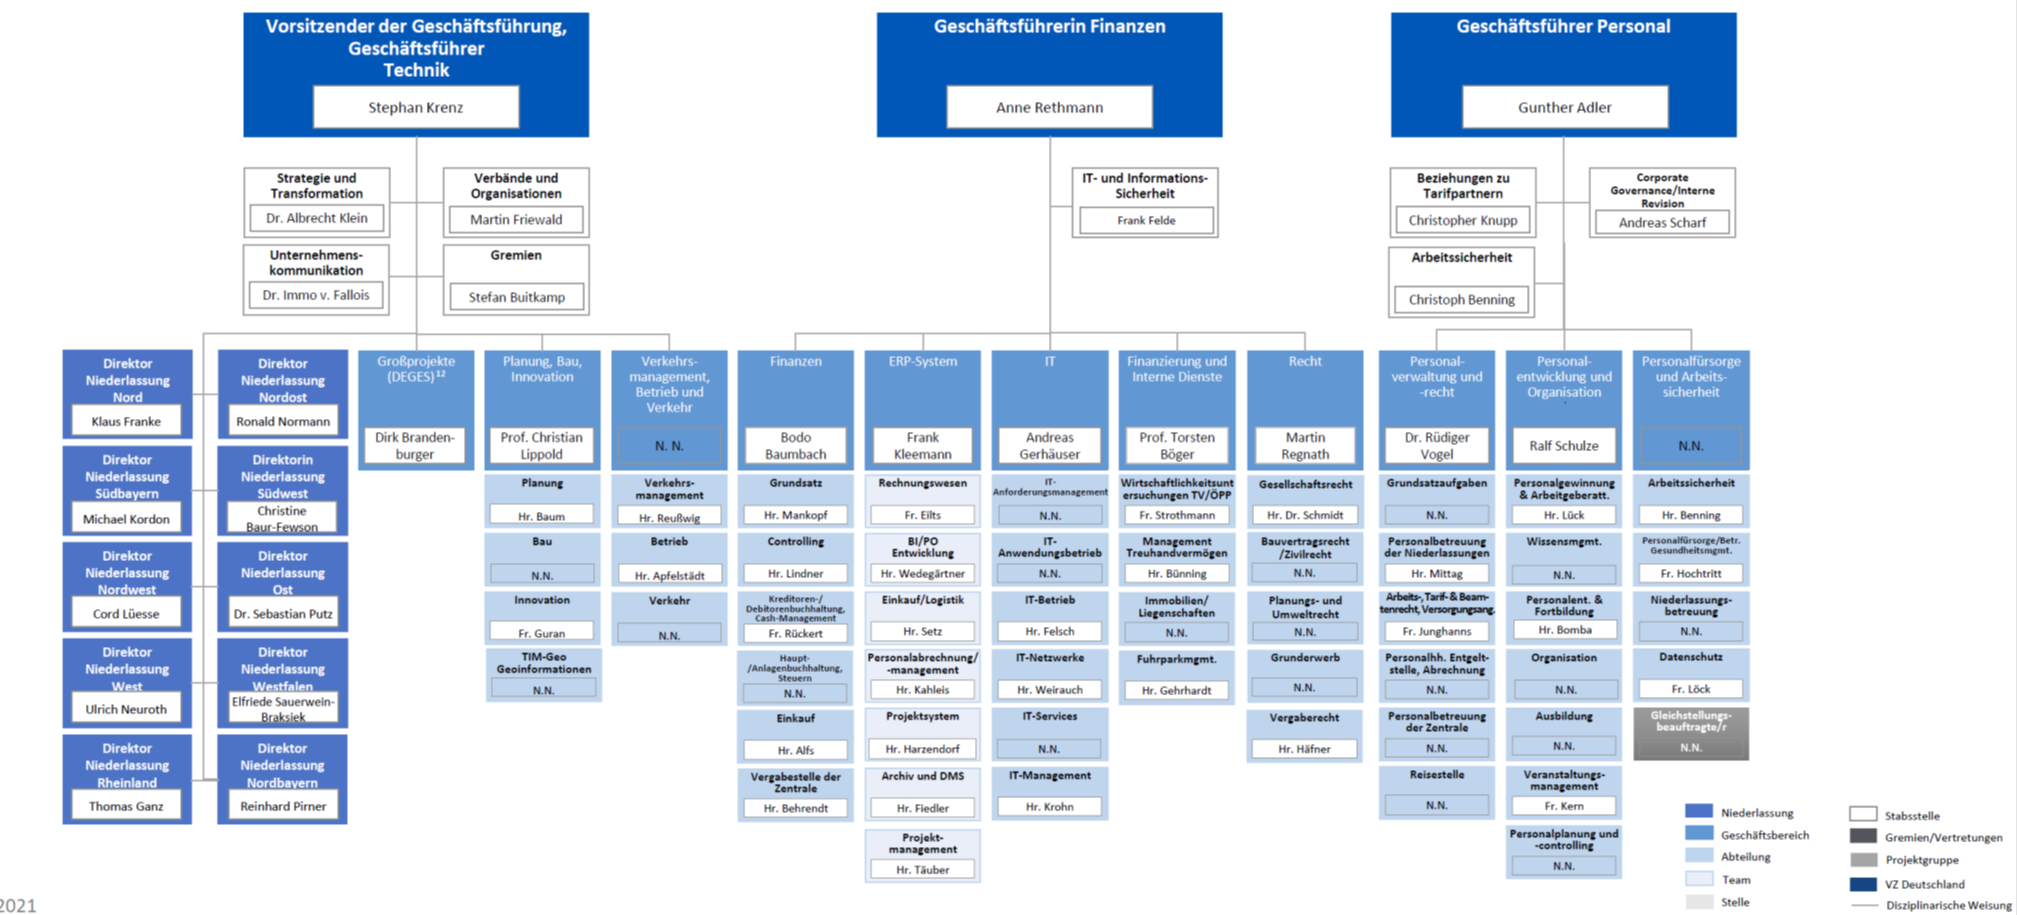 Vorsitzender der Geschäftsführung,
Geschäftsführer
Technik
Stephan Krenz
Geschäftsführerin Finanzen
Anne Rethmann
Geschäftsführer Personal
Gunther Adler
Strategie und
Transformation
Dr. Albrecht Klein
Verbände und
Organisationen
Martin Friewald
Unternehmens-
kommunikation
Dr. Immo v. Fallois
Gremien
Stefan Buitkamp
IT- und Informations-
Sicherheit
Frank Felde
Beziehungen zu
Tarifpartnern
Christopher Knupp
Corporate
Governance/Interne
Revision
Andreas Scharf
Arbeitssicherheit
Christoph Benning
Direktor
Niederlassung
Nord
Klaus Franke
Direktor
Niederlassung
Nordost
Ronald Normann
Direktor
Niederlassung
Südbayern
Michael Kordon
Direktorin
Niederlassung
Südwest
Christine
Baur-Fewson
Direktor
Niederlassung
Nordwest
Cord Lüesse
Direktor
Niederlassung
Ost
Dr. Sebastian Putz
Direktor
Niederlassung
West
Ulrich Neuroth
Direktor
Niederlassung
Westfalen
Elfriede Sauerwein-
Braksiek
Direktor
Niederlassung
Rheinland
Thomas Ganz
Direktor
Niederlassung
Nordbayern
Reinhard Pirner
Großprojekte
(DEGES)¹²
Dirk Branden-
burger
Planung, Bau,
Innovation
Prof. Christian
Lippold
Planung
Hr. Baum
Bau
N.N.
Innovation
Fr. Guran
TIM-Geo
Geoinformationen
N.N.
Verkehrs-
management,
Betrieb und
Verkehr
N. N.
Verkehrs-
management
Hr. Reußwig
Betrieb
Hr. Apfelstädt
Verkehr
N.N.
Finanzen
Bodo
Baumbach
Grundsatz
Hr. Mankopf
Controlling
Hr. Lindner
Kreditoren-/
Debitorenbuchhaltung,
Cash-Management
Fr. Rückert
Haupt-
/Anlagenbuchhaltung,
Steuern
N.N.
Einkauf
Hr. Alfs
Vergabestelle der
Zentrale
Hr. Behrendt
ERP-System
Frank
Kleemann
Rechnungswesen
Fr. Eilts
BI/PO
Entwicklung
Hr. Wedegärtner
Einkauf/Logistik
Hr. Setz
Personalabrechnung/
-management
Hr. Kahleis
Projektsystem
Hr. Harzendorf
Archiv und DMS
Hr. Fiedler
Projekt-
management
Hr. Täuber
IT
Andreas
Gerhäuser
IT-
Anforderungsmanagement
N.N.
IT-
Anwendungsbetrieb
N.N.
IT-Betrieb
Hr. Felsch
IT-Netzwerke
Hr. Weirauch
IT-Services
N.N.
IT-Management
Hr. Krohn
Finanzierung und
Interne Dienste
Prof. Torsten
Böger
Wirtschaftlichkeitsunt
ersuchungen TV/ÖPP
Fr. Strothmann
Management
Treuhandvermögen
Hr. Bünning
Immobilien/
Liegenschaften
N.N.
Fuhrparkmgmt.
Hr. Gehrhardt
Recht
Martin
Regnath
Gesellschaftsrecht
Hr. Dr. Schmidt
Bauvertragsrecht
/Zivilrecht
N.N.
Planungs- und
Umweltrecht
N.N.
Grunderwerb
N.N.
Vergaberecht
Hr. Häfner
Personal-
verwaltung und
-recht
Dr. Rüdiger
Vogel
Grundsatzaufgaben
N.N.
Personalbetreuung
der Niederlassungen
Hr. Mittag
Arbeits-, Tarif- & Beam-
tenrecht, Versorgungsang.
Fr. Junghanns
Personalhh. Entgelt-
stelle, Abrechnung
N.N.
Personalbetreuung
der Zentrale
N.N.
Reisestelle
N.N.
Personal-
entwicklung und
Organisation
Ralf Schulze
Personalgewinnung
& Arbeitgeberatt.
Hr. Lück
Wissensmgmt.
N.N.
Personalent. &
Fortbildung
Hr. Bomba
Organisation
N.N.
Ausbildung
N.N.
Veranstaltungs-
management
Fr. Kern
Personalplanung und
-controlling
N.N.
Personalfürsorge
und Arbeits-
sicherheit
N.N.
Arbeitssicherheit
Hr. Benning
Personalfürsorge/Betr.
Gesundheitsmgmt.
Fr. Hochtritt
Niederlassungs-
betreuung
N.N.
Datenschutz
Fr. Löck
Gleichstellungs-
beauftragte/r
N.N.
Niederlassung
Geschäftsbereich
Abteilung
Team
Stelle
Stabsstelle
Gremien/Vertretungen
Projektgruppe
VZ Deutschland
Disziplinarische Weisung
2021